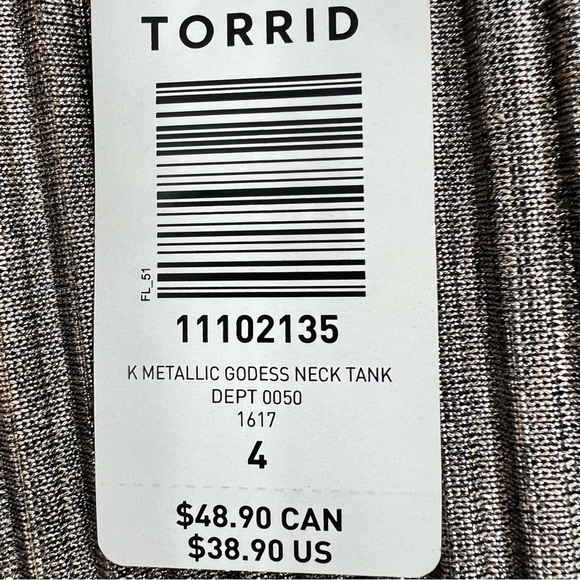 TORRID
FL_51
11102135
K METALLIC GODESS NECK TANK
DEPT 0050
1617
4
$48.90 CAN
$38.90 US